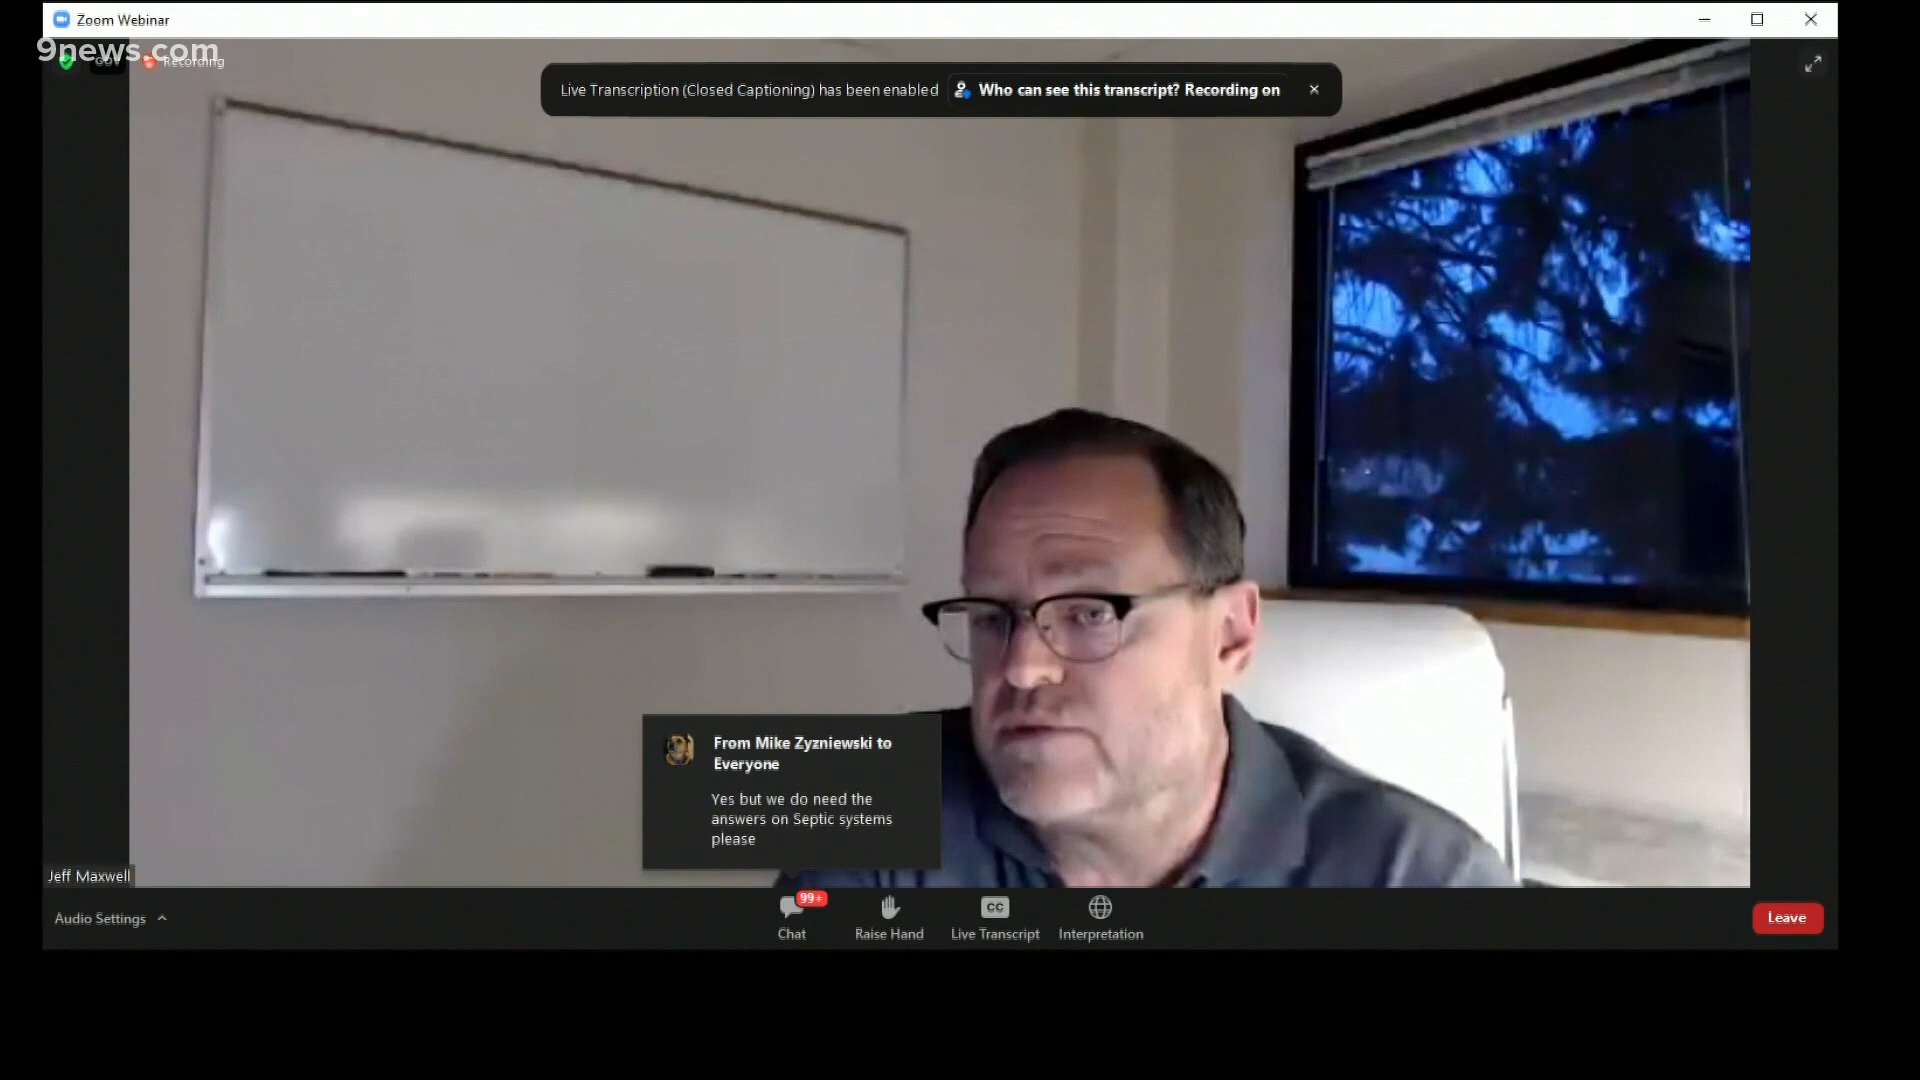 Zoom Webinar
9news.com
GOV
Recording
Live Transcription (Closed Captioning) has been enabled Who can see this transcript? Recording on
From Mike Zyzniewski to
Everyone
Yes but we do need the
answers on Septic systems
please
Jeff Maxwell
Audio Settings
99+
Chat
Raise Hand
CC
Live Transcript
Interpretation
Leave